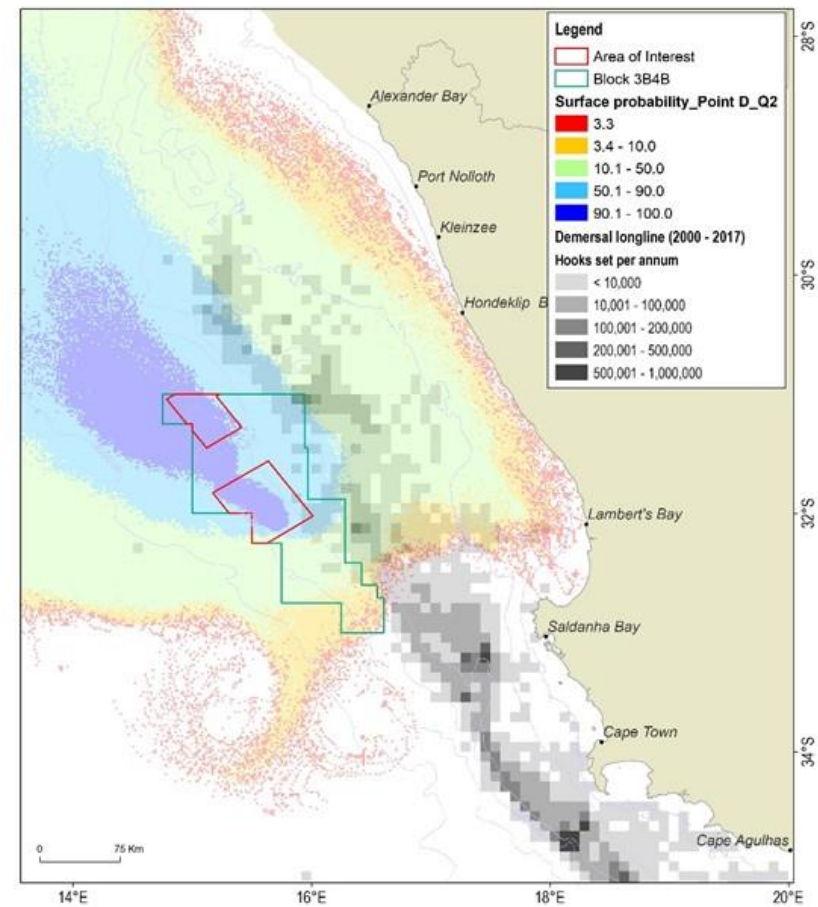 Legend
Area of Interest
Block 3B4B
Surface probability_Point D_Q2
3.3
3.4 - 10.0
10.1 - 50.0
50.1 - 90.0
90.1 - 100.0
Demersal longline (2000 - 2017)
Hooks set per annum
< 10,000
10,001 - 100,000
100,001 - 200,000
200,001 - 500,000
500,001 - 1,000,000
28°S
Alexander Bay
Port Nolloth
Kleinzee
30°S
Hondeklip B
32°S
Lambert's Bay
Saldanha Bay
Cape Town
34°S
Cape Agulhas
0 75 Km
14°E 16°E 18°E 20°E